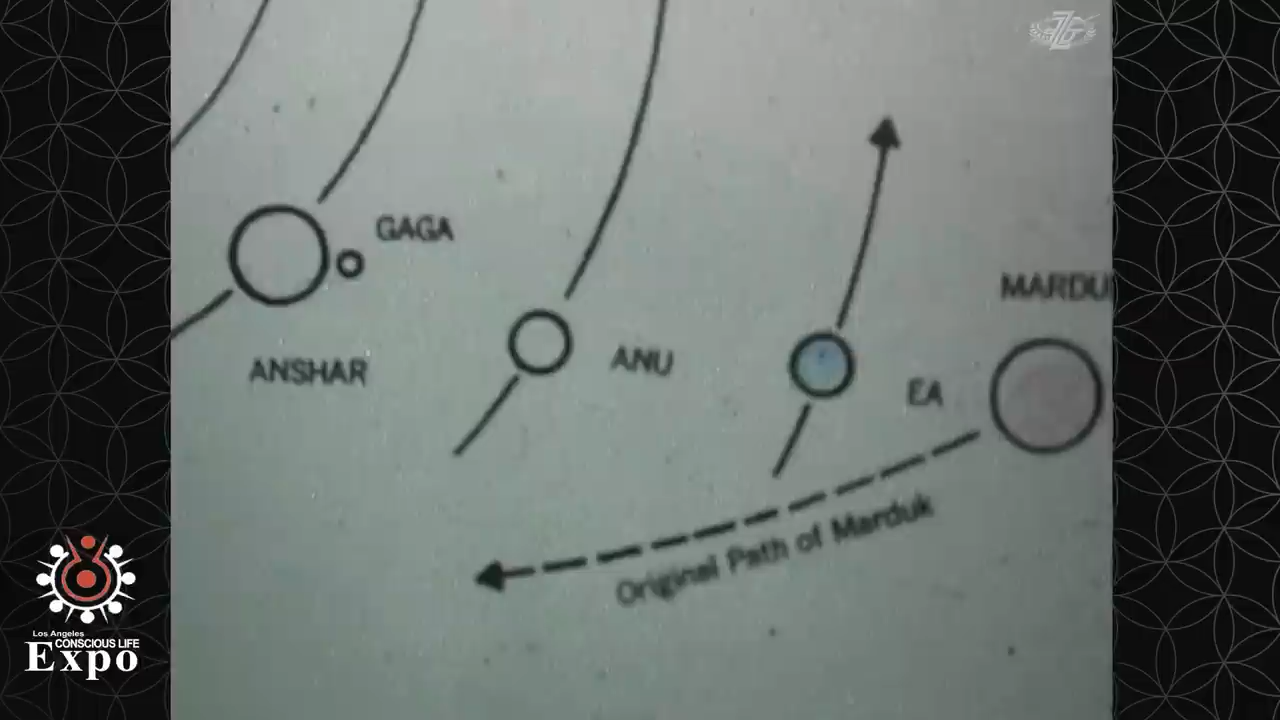 GAGA
MARDU
ANSHAR
ANU
EA
Original Path of Marduk
Los Angeles
CONSCIOUS LIFE
Expo